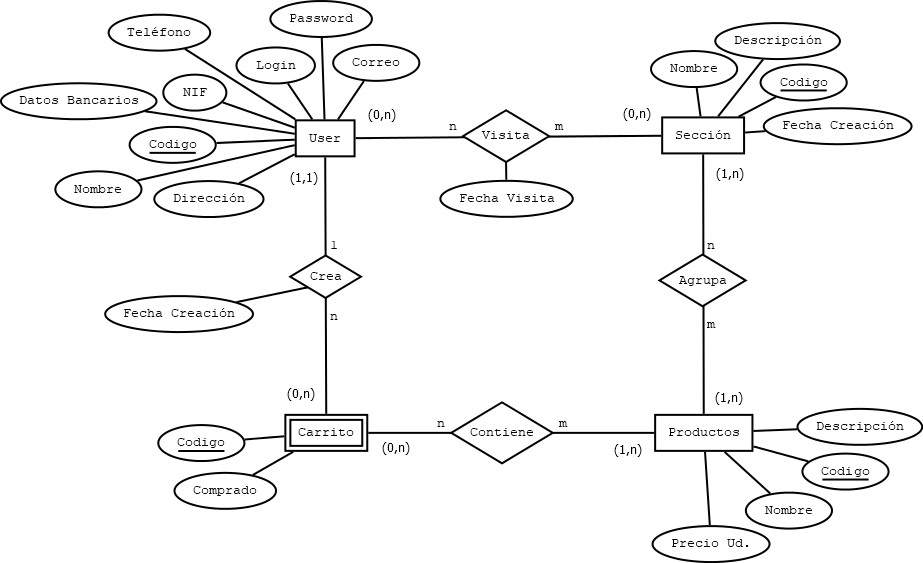 Password
Teléfono
Descripción
Login
Correo
Nombre
Codigo
NIF
Datos Bancarios
(0,n)
(0,n)
Fecha Creación
n
m
User
Visita
Sección
Codigo
(1,1)
(1,n)
Nombre
Dirección
Fecha Visita
1
n
Crea
Agrupa
Fecha Creación
n
m
(0,n)
(1,n)
n
m
Descripción
Codigo
Carrito
Contiene
Productos
(0,n)
(1,n)
Codigo
Comprado
Nombre
Precio Ud.